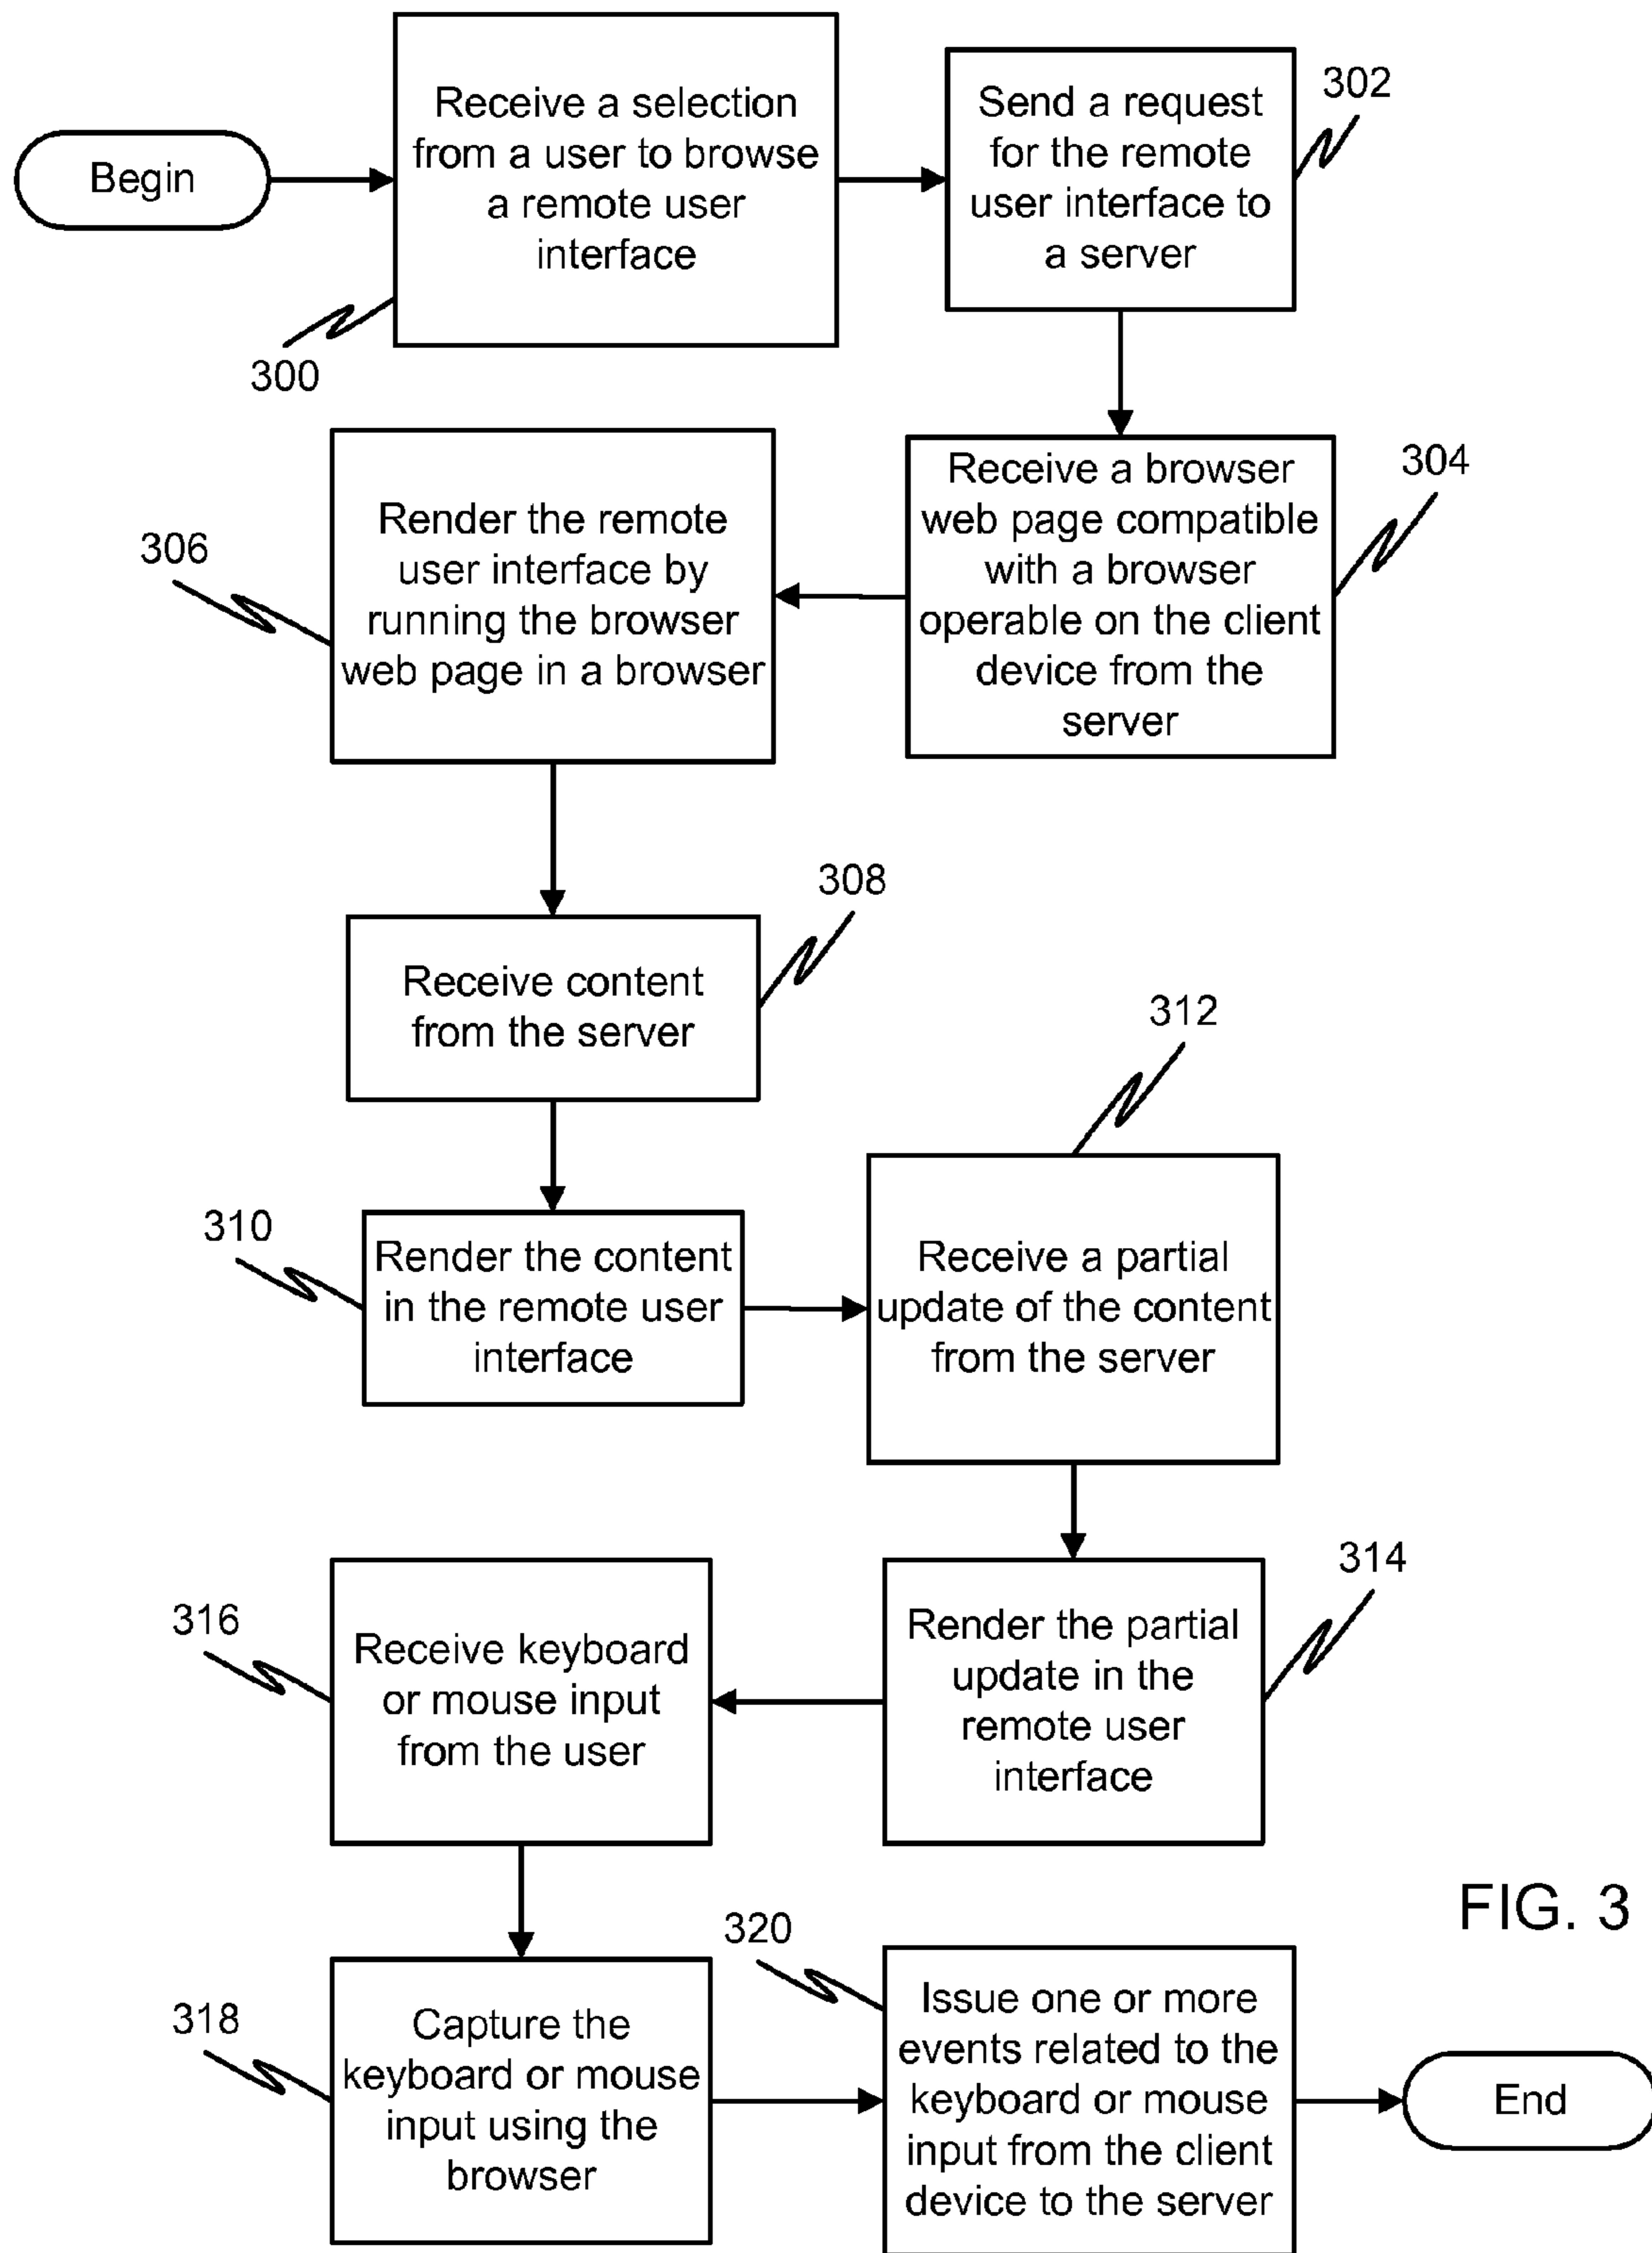 Begin
Receive a selection
from a user to browse
a remote user
interface
300
Send a request
for the remote
user interface to
a server
302
Receive a browser
web page compatible
with a browser
operable on the client
device from the
server
304
Render the remote
user interface by
running the browser
web page in a browser
306
Receive content
from the server
308
Render the content
in the remote user
interface
310
Receive a partial
update of the content
from the server
312
Render the partial
update in the
remote user
interface
314
Receive keyboard
or mouse input
from the user
316
Capture the
keyboard or mouse
input using the
browser
318
Issue one or more
events related to the
keyboard or mouse
input from the client
device to the server
320
End
FIG. 3